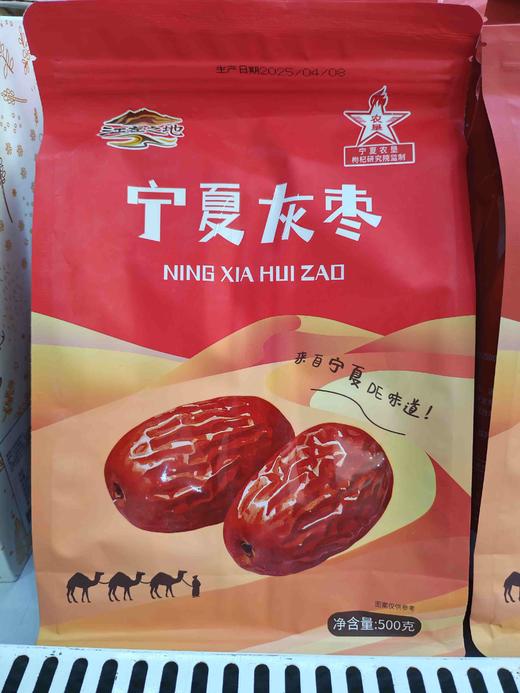 生产日期2025/04/08
农垦
宁夏农垦
枸杞研究院监制
宁夏灰枣
NING XIA HUI ZAO
来自宁夏DE味道!
图案仅供参考
净含量:500克